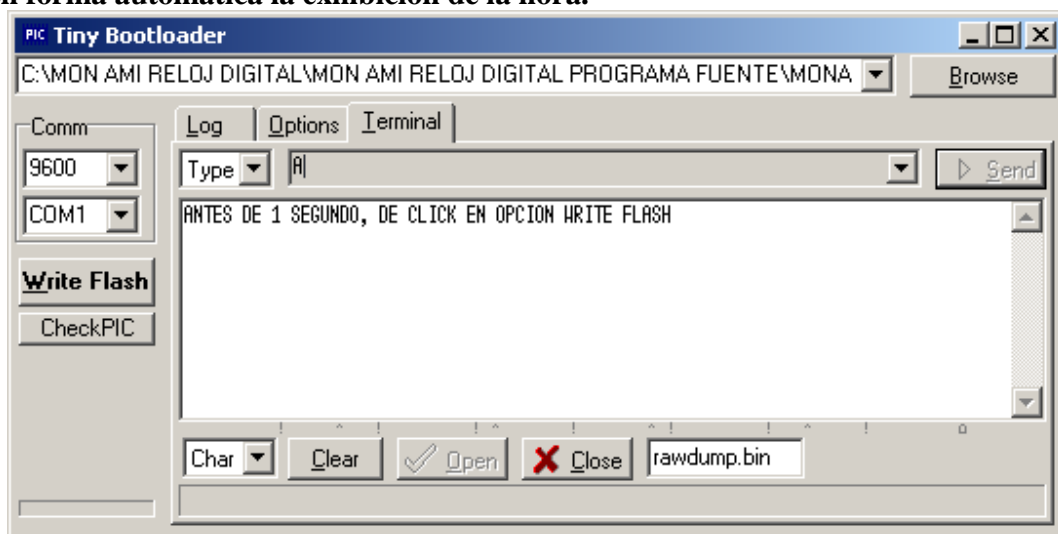 la exhibición de la hora.
PIC Tiny Bootloader
C:\MON AMI RELOJ DIGITAL\MON AMI RELOJ DIGITAL PROGRAMA FUENTE\MONA Browse
Comm Log Options Terminal
9600 Type A Send
COM1
ANTES DE 1 SEGUNDO, DE CLICK EN OPCION WRITE FLASH
Write Flash
CheckPIC
Char Clear Open Close rawdump.bin